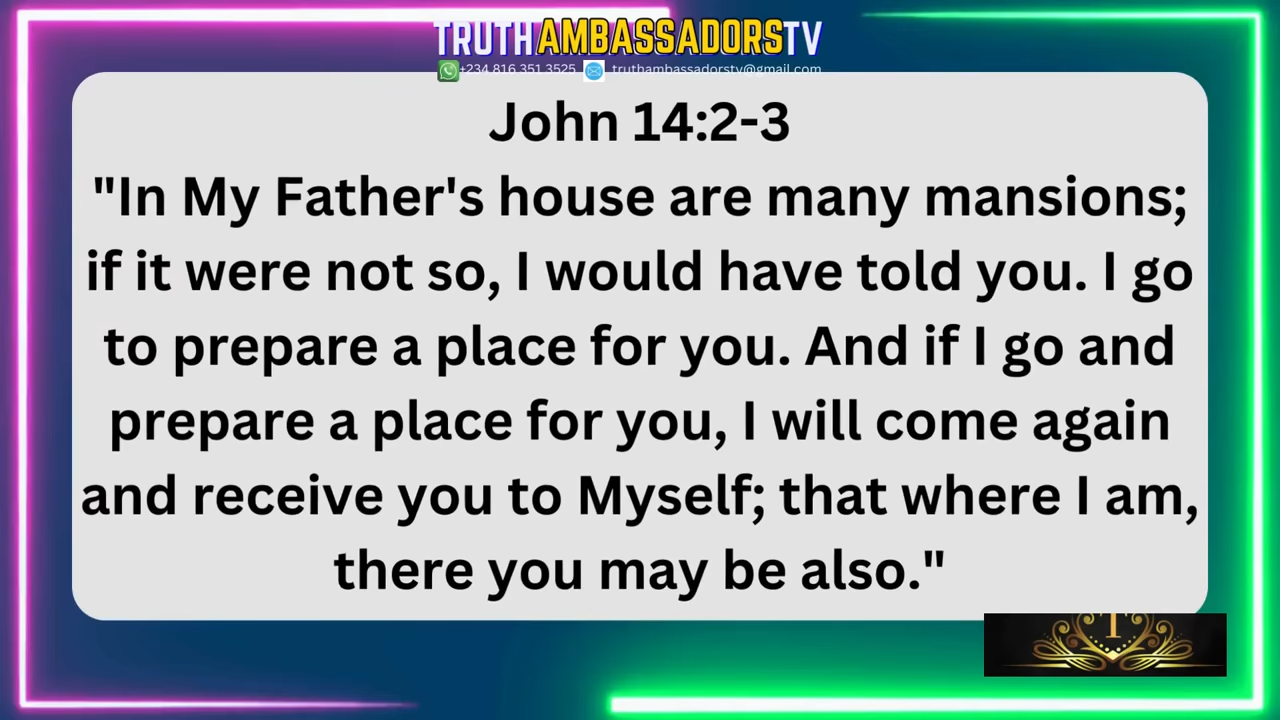 TRUTHAMBASSADORSTV
+234 816 351 3525 truthambassadorstv@gmail.com
John 14:2-3
"In My Father's house are many mansions;
if it were not so, I would have told you. I go
to prepare a place for you. And if I go and
prepare a place for you, I will come again
and receive you to Myself; that where I am,
there you may be also."
T